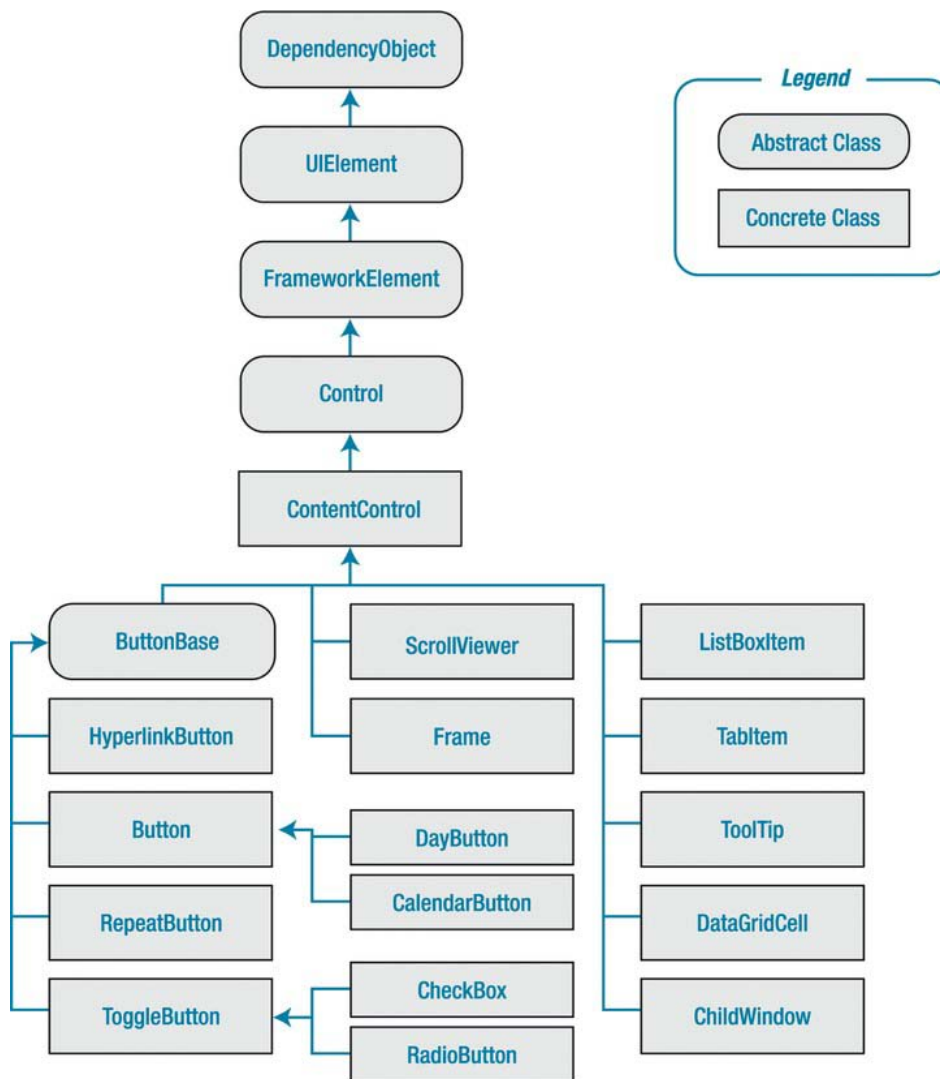 DependencyObject
Legend
Abstract Class
UIElement
Concrete Class
FrameworkElement
Control
ContentControl
ButtonBase
ScrollViewer
ListBoxItem
HyperlinkButton
Frame
TabItem
Button
DayButton
ToolTip
CalendarButton
RepeatButton
DataGridCell
CheckBox
ToggleButton
ChildWindow
RadioButton